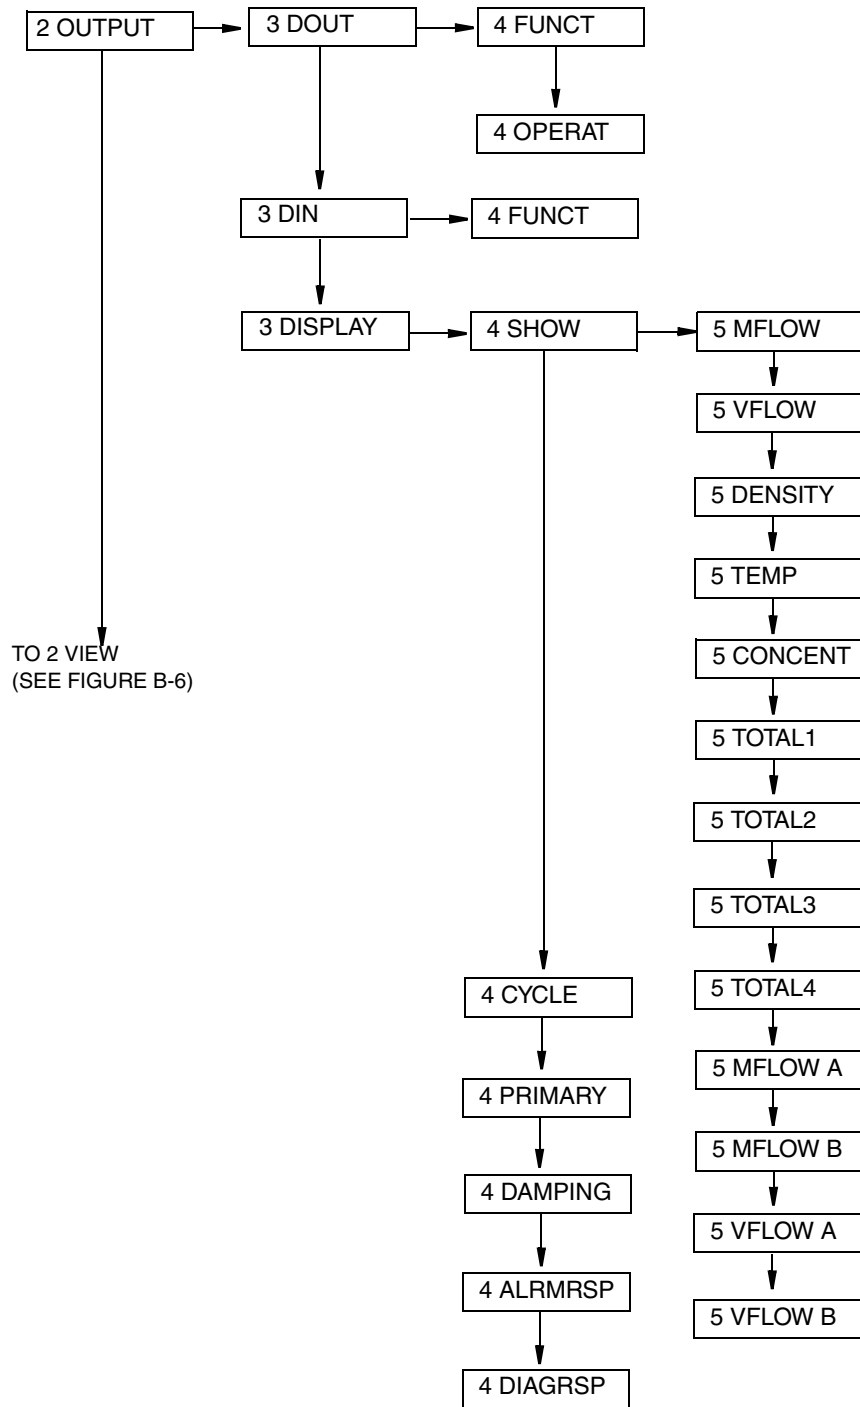 2 OUTPUT
3 DOUT
4 FUNCT
4 OPERAT
3 DIN
4 FUNCT
3 DISPLAY
4 SHOW
5 MFLOW
5 VFLOW
5 DENSITY
5 TEMP
TO 2 VIEW
(SEE FIGURE B-6)
5 CONCENT
5 TOTAL1
5 TOTAL2
5 TOTAL3
5 TOTAL4
4 CYCLE
5 MFLOW A
4 PRIMARY
5 MFLOW B
4 DAMPING
5 VFLOW A
4 ALRMRSP
5 VFLOW B
4 DIAGRSP